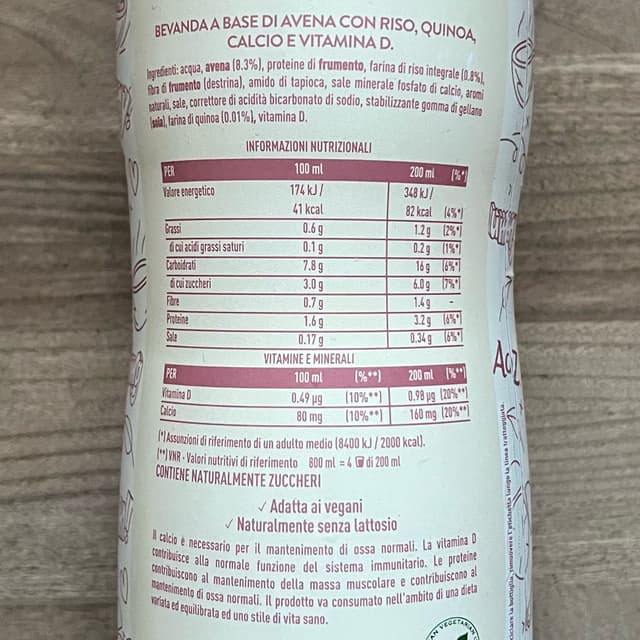 BEVANDA A BASE DI AVENA CON RISO, QUINOA,
CALCIO E VITAMINA D.
Ingredienti: acqua, avena (8.3%), proteine di frumento, farina di riso integrale (0.8%),
fibra di frumento (destrina), amido di tapioca, sale minerale fosfato di calcio, aromi
naturali, sale, correttore di acidità bicarbonato di sodio, stabilizzante gomma di gellano
(soia), farina di quinoa (0.01%), vitamina D.
INFORMAZIONI NUTRIZIONALI
PER 100 ml 200 ml (%*)
Valore energetico 174 kJ / 348 kJ /
41 kcal 82 kcal (4%*)
Grassi 0.6 g 1.2 g (2%*)
di cui acidi grassi saturi 0.1 g 0.2 g (1%*)
Carboidrati 7.8 g 16 g (6%*)
di cui zuccheri 3.0 g 6.0 g (7%*)
Fibre 0.7 g 1.4 g -
Proteine 1.6 g 3.2 g (6%*)
Sale 0.17 g 0.34 g (6%*)
VITAMINE E MINERALI
PER 100 ml (%**) 200 ml (%**)
Vitamina D 0.49 µg (10%**) 0.98 µg (20%**)
Calcio 80 mg (10%**) 160 mg (20%**)
(*) Assunzioni di riferimento di un adulto medio (8400 kJ / 2000 kcal).
(**) VNR - Valori nutritivi di riferimento 800 ml = 4 di 200 ml
CONTIENE NATURALMENTE ZUCCHERI
✓ Adatta ai vegani
✓ Naturalmente senza lattosio
Il calcio è necessario per il mantenimento di ossa normali. La vitamina D
contribuisce alla normale funzione del sistema immunitario. Le proteine
contribuiscono al mantenimento della massa muscolare e contribuiscono al
mantenimento di ossa normali. Il prodotto va consumato nell'ambito di una dieta
variata ed equilibrata ed uno stile di vita sano.